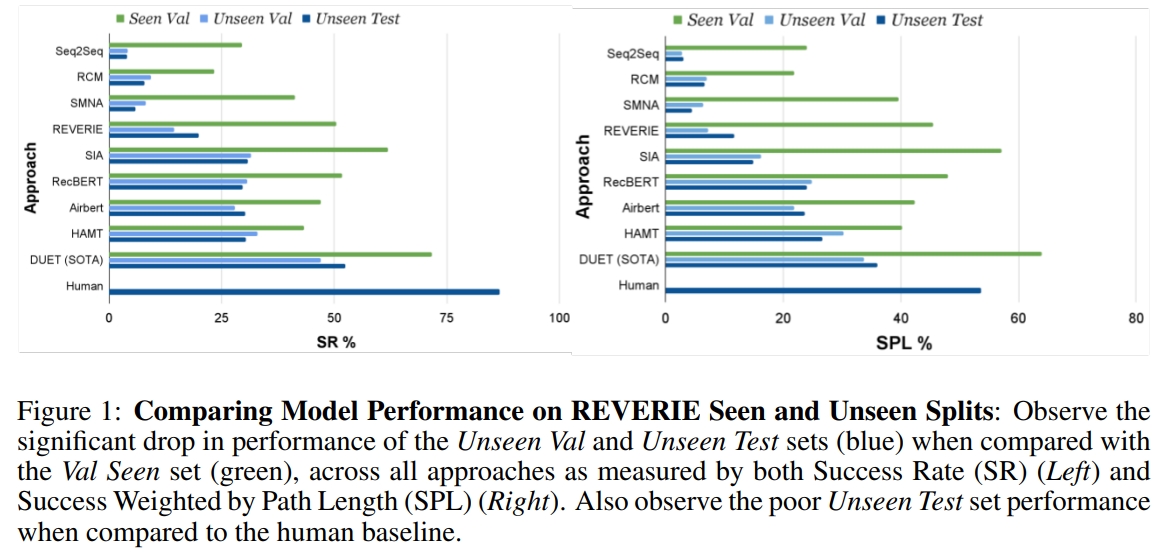 Seen Val Unseen Val Unseen Test
Approach
Seq2Seq
RCM
SMNA
REVERIE
SIA
RecBERT
Airbert
HAMT
DUET (SOTA)
Human
0 25 50 75 100
SR %
Seen Val Unseen Val Unseen Test
Approach
Seq2Seq
RCM
SMNA
REVERIE
SIA
RecBERT
Airbert
HAMT
DUET (SOTA)
Human
0 20 40 60 80
SPL %
Figure 1: Comparing Model Performance on REVERIE Seen and Unseen Splits: Observe the
significant drop in performance of the Unseen Val and Unseen Test sets (blue) when compared with
the Val Seen set (green), across all approaches as measured by both Success Rate (SR) (Left) and
Success Weighted by Path Length (SPL) (Right). Also observe the poor Unseen Test set performance
when compared to the human baseline.